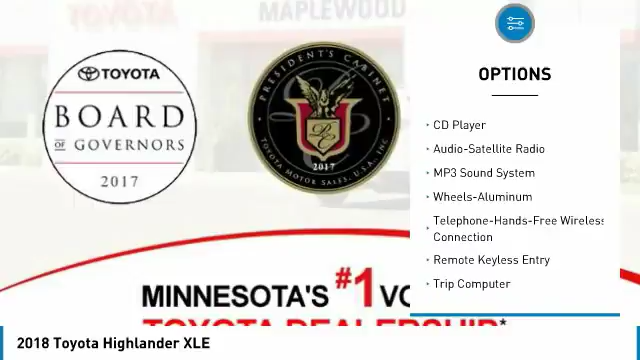 MAPLEWOOD
TOYOTA
BOARD
OF GOVERNORS
2017
PRESIDENT'S CABINET
2017
TOYOTA MOTOR SALES, U.S.A., INC
MINNESOTA'S #1 VO
TOYOTA DEALERSHIP*
OPTIONS
CD Player
Audio-Satellite Radio
MP3 Sound System
Wheels-Aluminum
Telephone-Hands-Free Wireless
Connection
Remote Keyless Entry
Trip Computer
2018 Toyota Highlander XLE